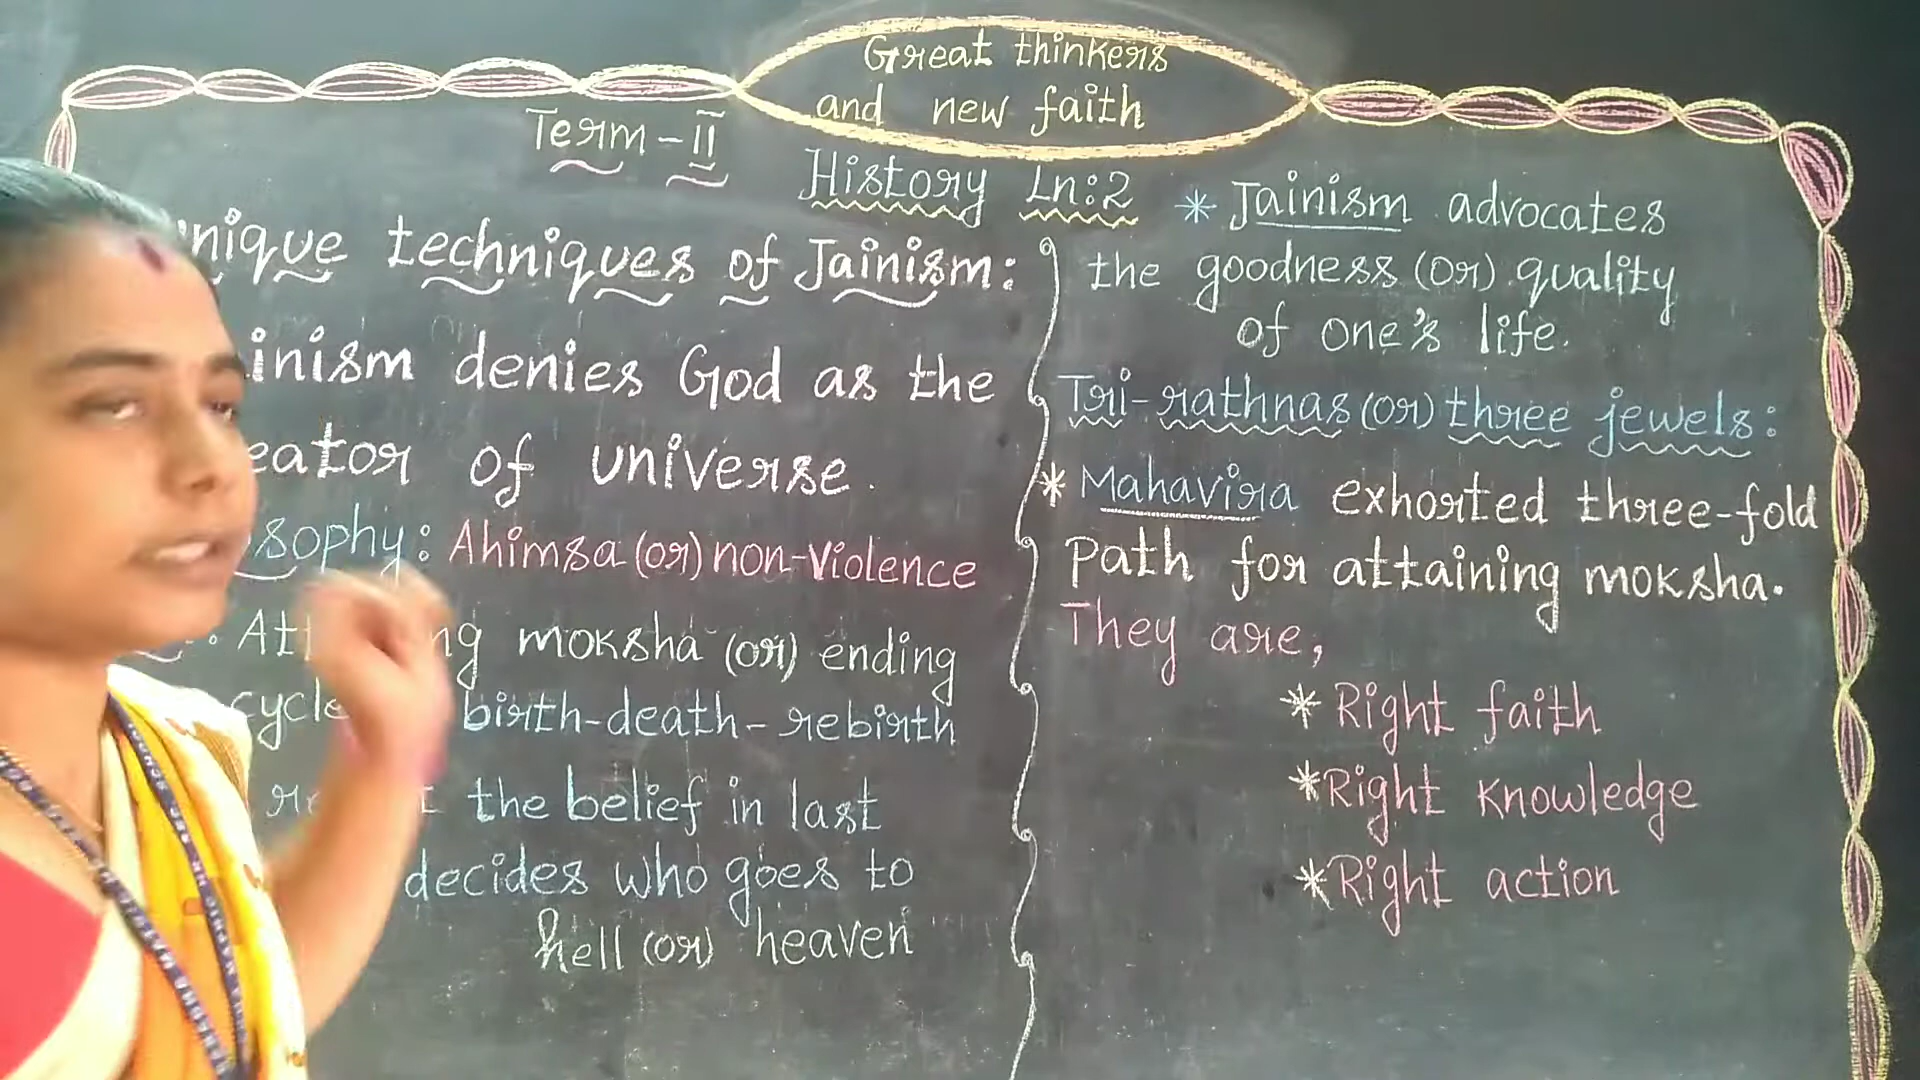 Great thinkers
and new faith
Term-II
History Ln:2
nique techniques of Jainism:
inism denies God as the
eator of universe.
sophy: Ahimsa (or) non-Violence
moksha (or) ending
cycle birth-death-rebirth
the belief in last
decides who goes to
hell (or) heaven
* Jainism advocates
the goodness (or) quality
of one's life.
Tri-rathnas (or) three jewels:
* Mahavira exhorted three-fold
path for attaining moksha.
They are,
* Right faith
* Right knowledge
* Right action